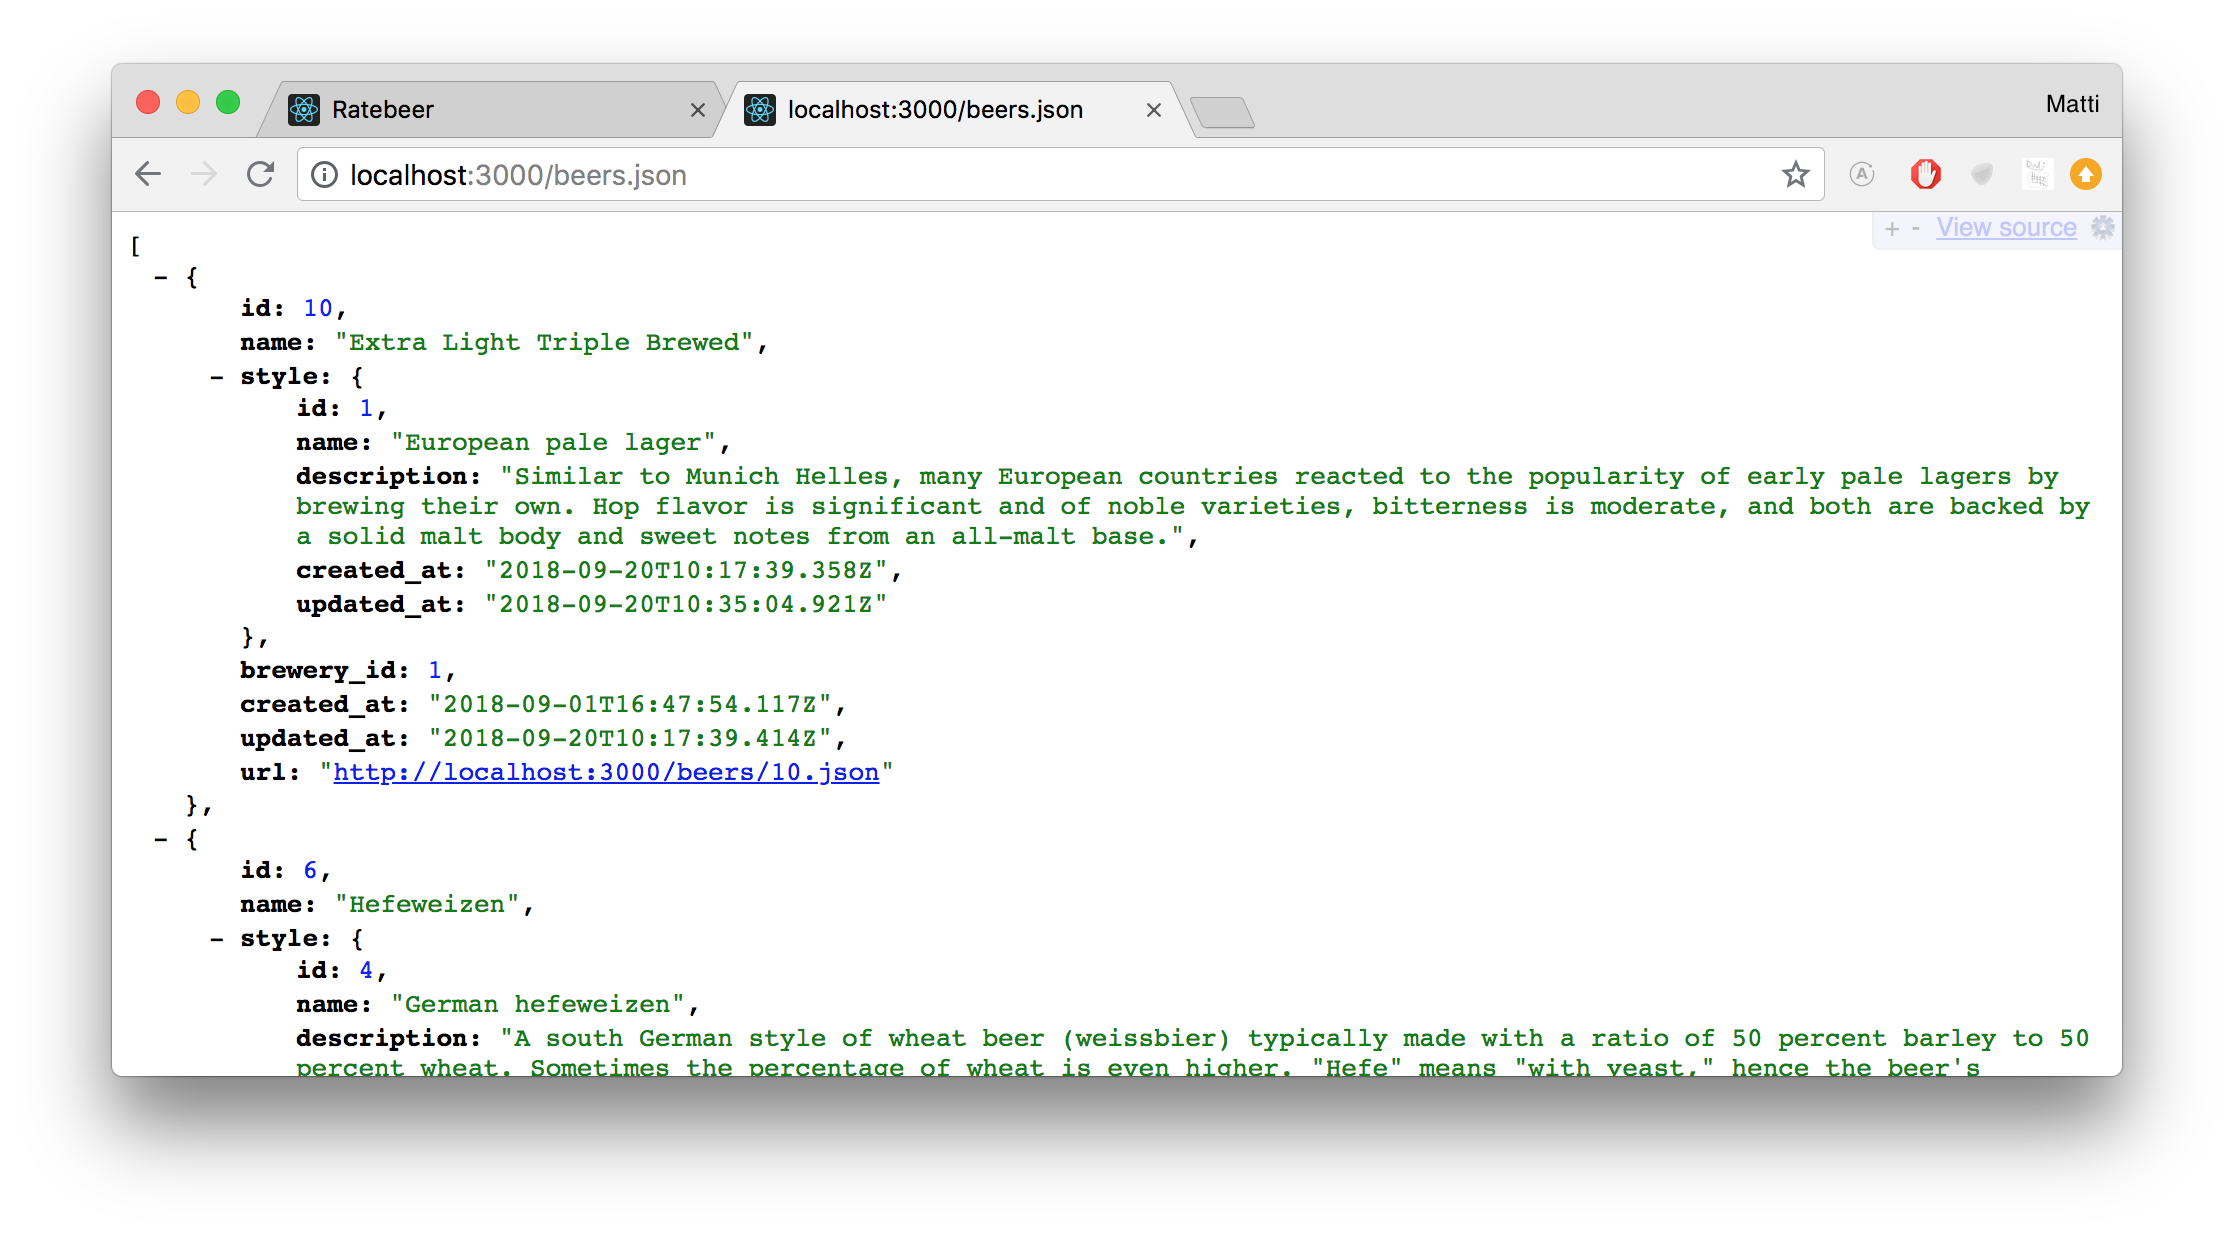 Ratebeer
localhost:3000/beers.json
Matti
localhost:3000/beers.json
+ - View source
[
- {
id: 10,
name: "Extra Light Triple Brewed",
- style: {
id: 1,
name: "European pale lager",
description: "Similar to Munich Helles, many European countries reacted to the popularity of early pale lagers by
brewing their own. Hop flavor is significant and of noble varieties, bitterness is moderate, and both are backed by
a solid malt body and sweet notes from an all-malt base.",
created_at: "2018-09-20T10:17:39.358Z",
updated_at: "2018-09-20T10:35:04.921Z"
},
brewery_id: 1,
created_at: "2018-09-01T16:47:54.117Z",
updated_at: "2018-09-20T10:17:39.414Z",
url: "http://localhost:3000/beers/10.json"
},
- {
id: 6,
name: "Hefeweizen",
- style: {
id: 4,
name: "German hefeweizen",
description: "A south German style of wheat beer (weissbier) typically made with a ratio of 50 percent barley to 50
percent wheat. Sometimes the percentage of wheat is even higher. "Hefe" means "with yeast," hence the beer's